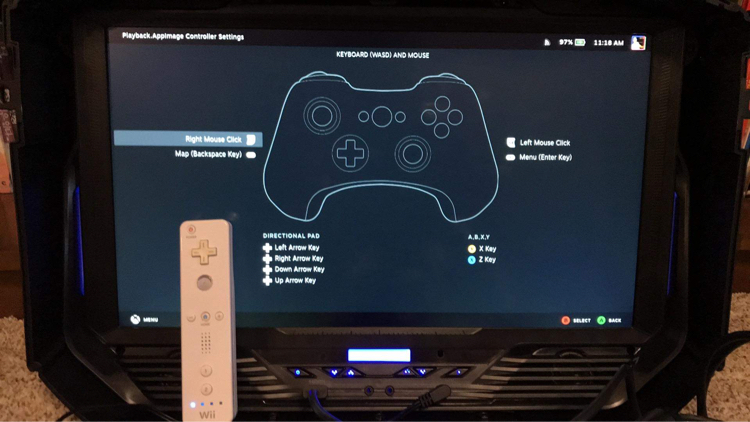 Playback.AppImage Controller Settings
97%
11:18 AM
KEYBOARD (WASD) AND MOUSE
Right Mouse Click
Map (Backspace Key)
Left Mouse Click
Menu (Enter Key)
DIRECTIONAL PAD
Left Arrow Key
Right Arrow Key
Down Arrow Key
Up Arrow Key
A,B,X,Y
X Key
Z Key
MENU
SELECT
BACK
Wii